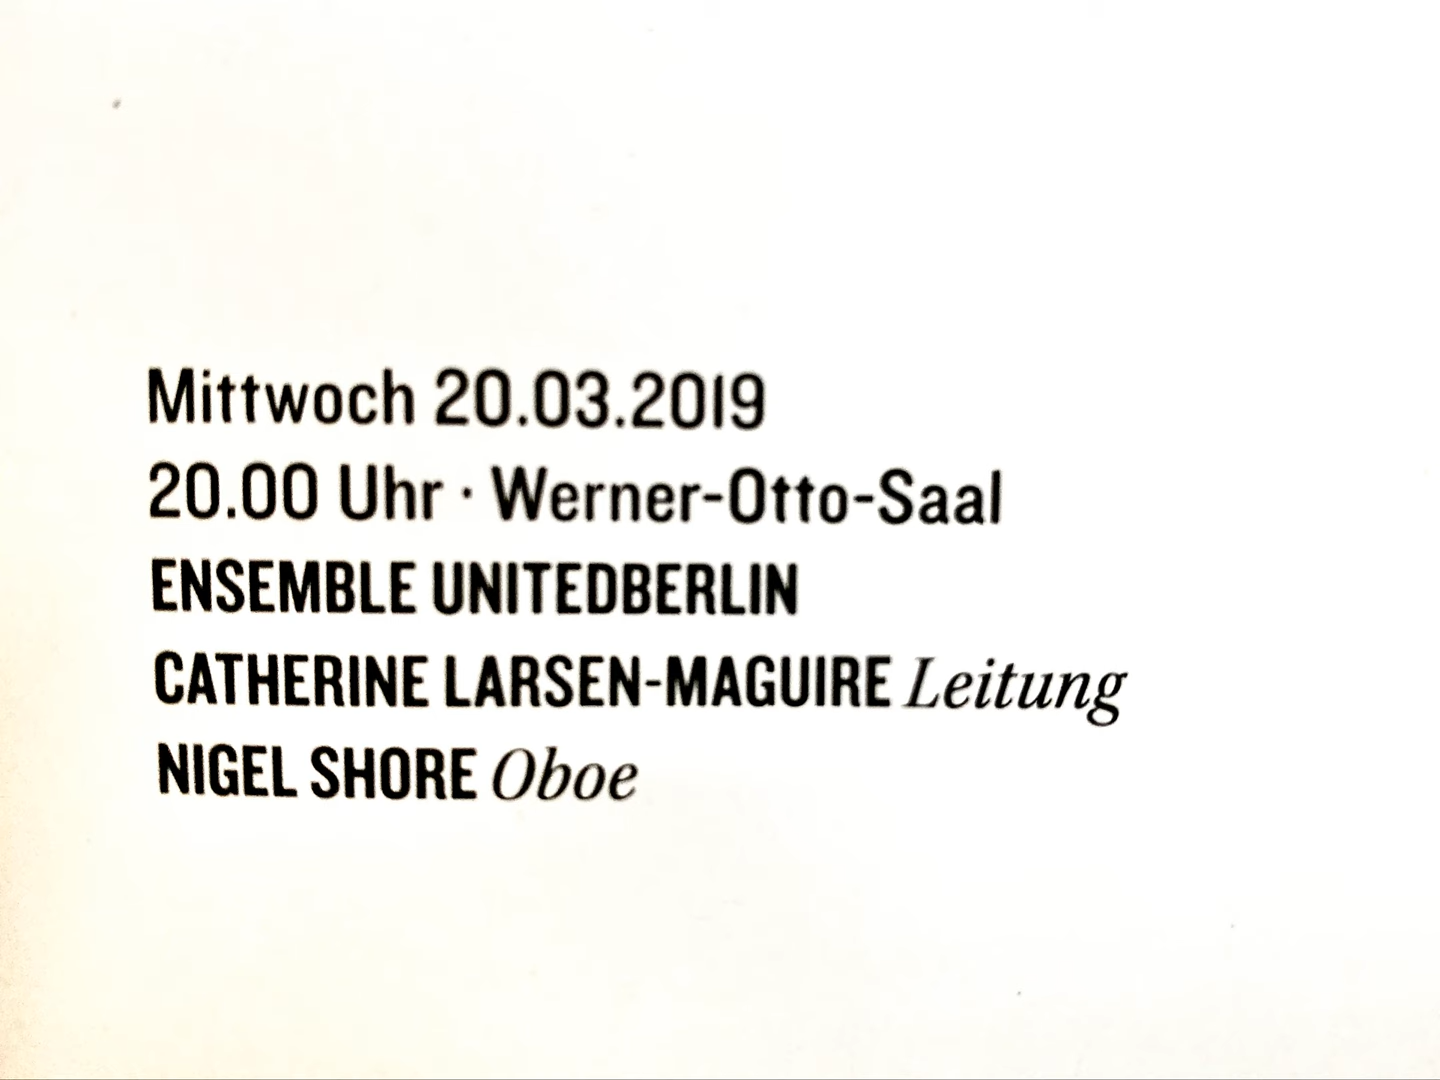 Mittwoch 20.03.2019
20.00 Uhr · Werner-Otto-Saal
ENSEMBLE UNITEDBERLIN
CATHERINE LARSEN-MAGUIRE Leitung
NIGEL SHORE Oboe